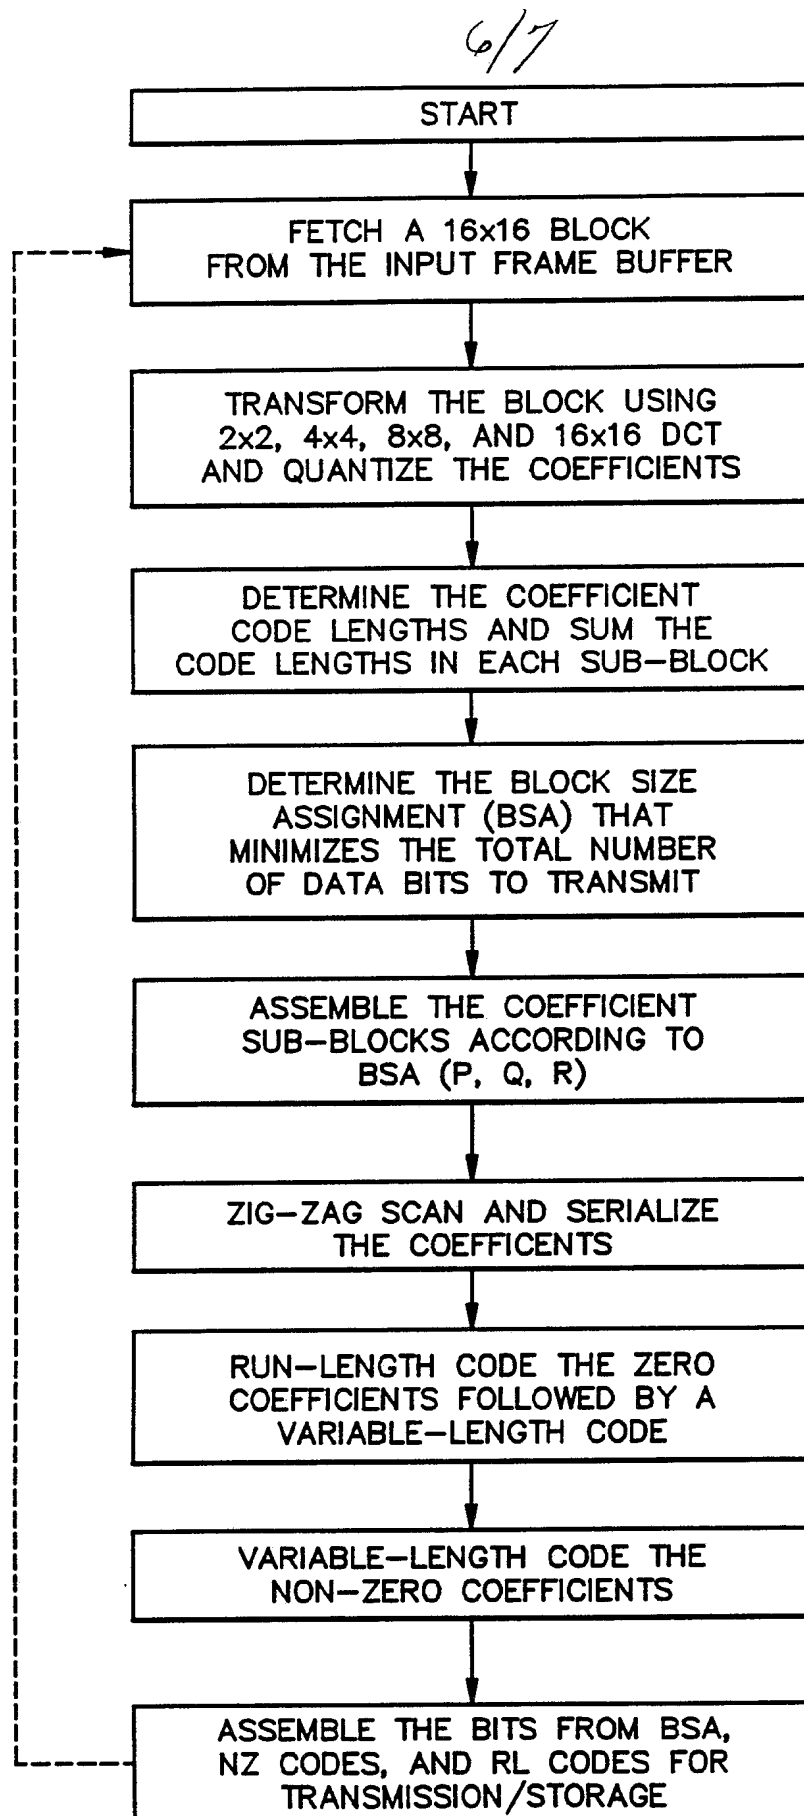 6/7
START
FETCH A 16x16 BLOCK
FROM THE INPUT FRAME BUFFER
TRANSFORM THE BLOCK USING
2x2, 4x4, 8x8, AND 16x16 DCT
AND QUANTIZE THE COEFFICIENTS
DETERMINE THE COEFFICIENT
CODE LENGTHS AND SUM THE
CODE LENGTHS IN EACH SUB-BLOCK
DETERMINE THE BLOCK SIZE
ASSIGNMENT (BSA) THAT
MINIMIZES THE TOTAL NUMBER
OF DATA BITS TO TRANSMIT
ASSEMBLE THE COEFFICIENT
SUB-BLOCKS ACCORDING TO
BSA (P, Q, R)
ZIG-ZAG SCAN AND SERIALIZE
THE COEFFICENTS
RUN-LENGTH CODE THE ZERO
COEFFICIENTS FOLLOWED BY A
VARIABLE-LENGTH CODE
VARIABLE-LENGTH CODE THE
NON-ZERO COEFFICIENTS
ASSEMBLE THE BITS FROM BSA,
NZ CODES, AND RL CODES FOR
TRANSMISSION/STORAGE